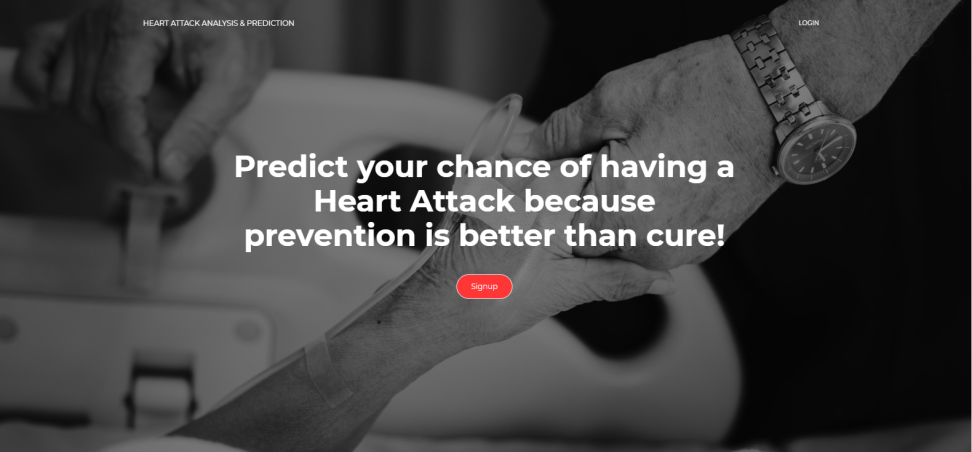 HEART ATTACK ANALYSIS & PREDICTION
LOGIN
Predict your chance of having a
Heart Attack because
prevention is better than cure!
Signup